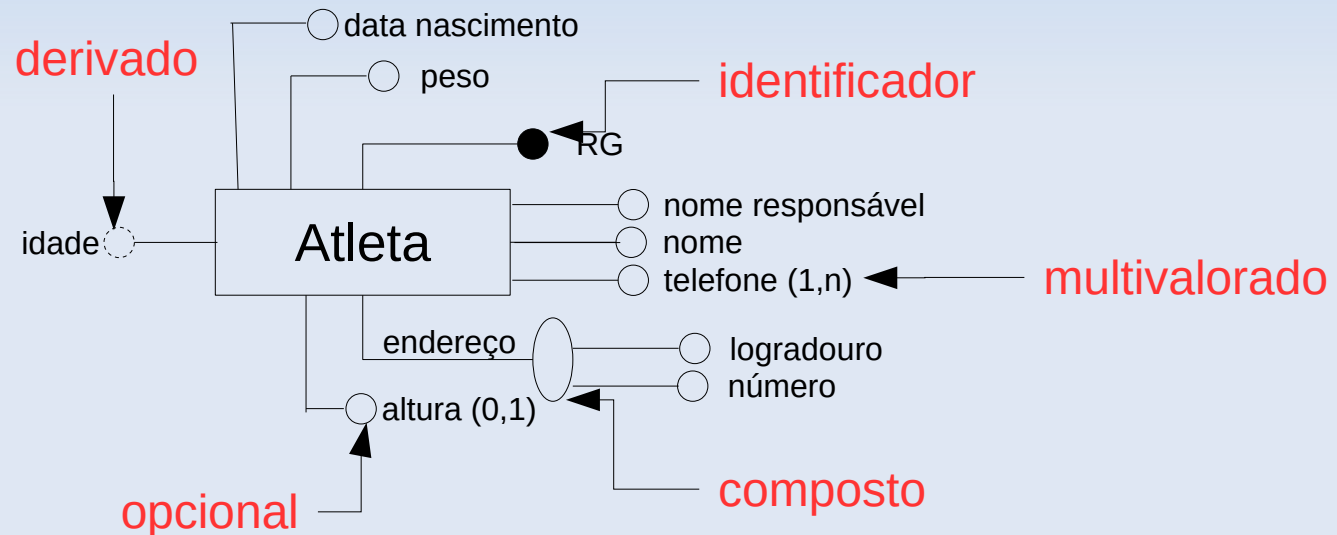 data nascimento
derivado
peso
identificador
RG
nome responsável
idade
Atleta
nome
telefone (1,n)
multivalorado
endereço
logradouro
número
altura (0,1)
composto
opcional